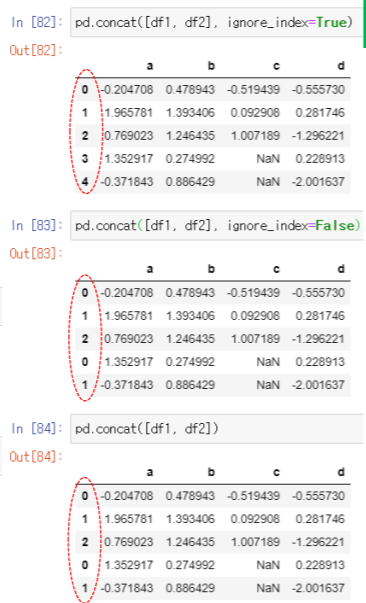 In [82]: pd.concat([df1, df2], ignore_index=True)
Out[82]:
a b c d
0 -0.204708 0.478943 -0.519439 -0.555730
1 1.965781 1.393406 0.092908 0.281746
2 0.769023 1.246435 1.007189 -1.296221
3 1.352917 0.274992 NaN 0.228913
4 -0.371843 0.886429 NaN -2.001637
In [83]: pd.concat([df1, df2], ignore_index=False)
Out[83]:
a b c d
0 -0.204708 0.478943 -0.519439 -0.555730
1 1.965781 1.393406 0.092908 0.281746
2 0.769023 1.246435 1.007189 -1.296221
0 1.352917 0.274992 NaN 0.228913
1 -0.371843 0.886429 NaN -2.001637
In [84]: pd.concat([df1, df2])
Out[84]:
a b c d
0 -0.204708 0.478943 -0.519439 -0.555730
1 1.965781 1.393406 0.092908 0.281746
2 0.769023 1.246435 1.007189 -1.296221
0 1.352917 0.274992 NaN 0.228913
1 -0.371843 0.886429 NaN -2.001637